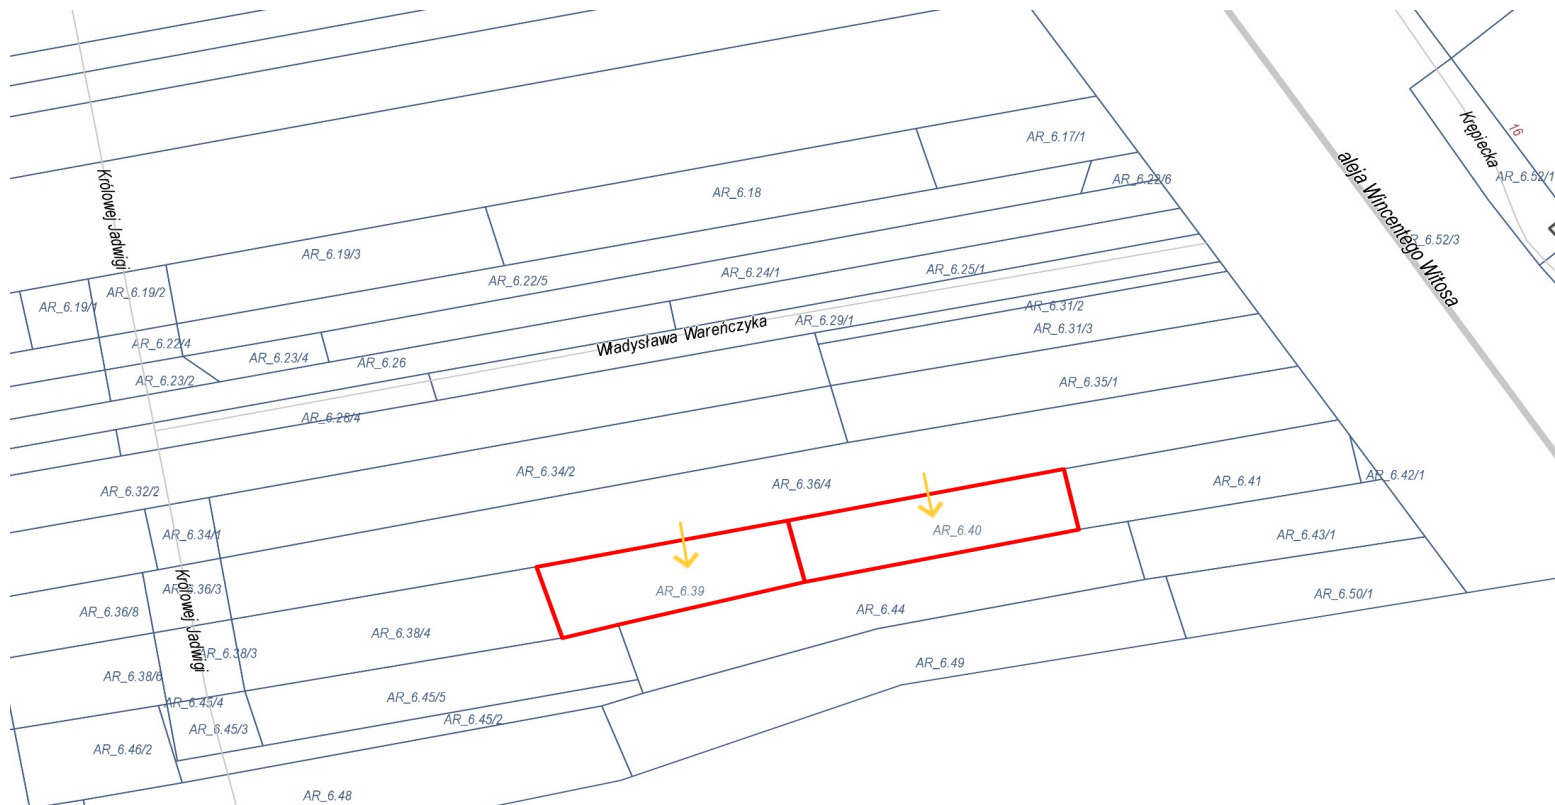 16
Krępiecka
AR_6.17/1
aleja Wincentego Witosa
Królowej Jadwigi
AR_6.52/1
AR_6.22/6
AR_6.18
AR_6.52/3
AR_6.19/3
AR_6.25/1
AR_6.24/1
AR_6.22/5
AR_6.19/2
AR_6.19/1
AR_6.31/2
AR_6.29/1
AR_6.31/3
Władysława Wareńczyka
AR_6.22/4
AR_6.23/4
AR_6.26
AR_6.23/2
AR_6.35/1
AR_6.28/4
AR_6.34/2
AR_6.42/1
AR_6.41
AR_6.36/4
AR_6.32/2
AR_6.40
AR_6.34/1
AR_6.43/1
Królowej Jadwigi
AR_6.36/3
AR_6.39
AR_6.50/1
AR_6.36/8
AR_6.44
AR_6.38/4
AR_6.38/3
AR_6.49
AR_6.38/6
AR_6.45/5
AR_6.45/4
AR_6.45/2
AR_6.45/3
AR_6.46/2
AR_6.48